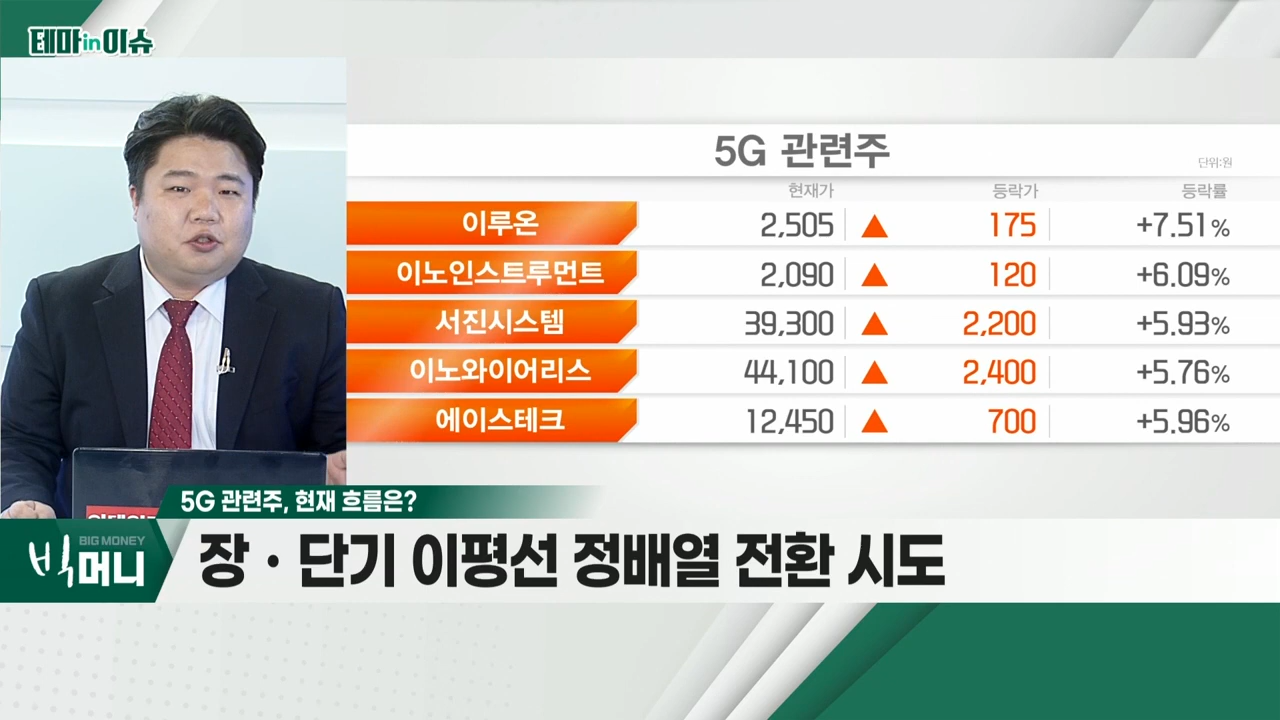 테마in이슈
5G 관련주
단위:원
현재가 등락가 등락률
이루온 2,505 ▲ 175 +7.51%
이노인스트루먼트 2,090 ▲ 120 +6.09%
서진시스템 39,300 ▲ 2,200 +5.93%
이노와이어리스 44,100 ▲ 2,400 +5.76%
에이스테크 12,450 ▲ 700 +5.96%
5G 관련주, 현재 흐름은?
BIG MONEY
빅머니
장·단기 이평선 정배열 전환 시도